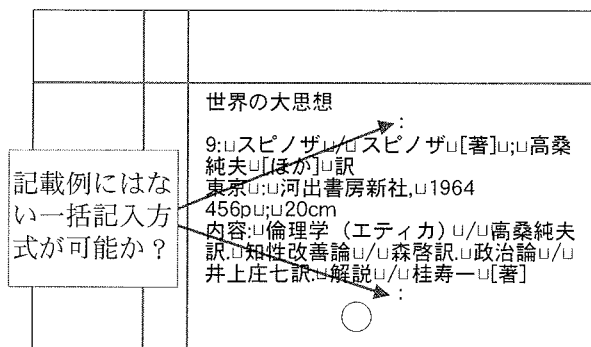 世界の大思想
:
9:␣スピノザ␣/␣スピノザ␣[著]␣;␣高桑
純夫␣[ほか]␣訳
東京␣:␣河出書房新社,␣1964
456p␣;␣20cm
内容:␣倫理学（エティカ）␣/␣高桑純夫
訳.␣知性改善論␣/␣森啓訳.␣政治論␣/␣
井上庄七訳.␣解説␣/␣桂寿一␣[著]
:
記載例にはな
い一括記入方
式が可能か？